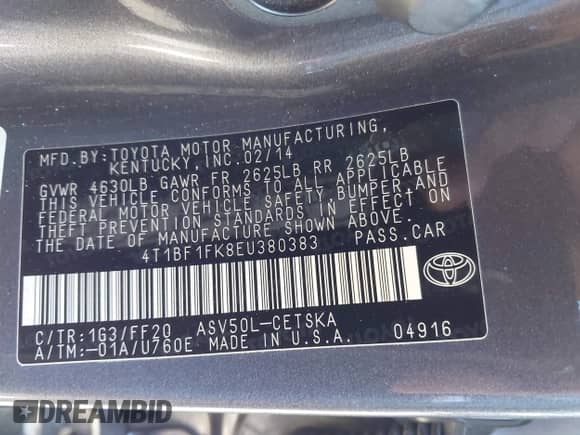 MFD. BY: TOYOTA MOTOR MANUFACTURING,
KENTUCKY, INC. 02/14
GVWR 4630LB GAWR FR 2625LB RR 2625LB
THIS VEHICLE CONFORMS TO ALL APPLICABLE
FEDERAL MOTOR VEHICLE SAFETY, BUMPER, AND
THEFT PREVENTION STANDARDS IN EFFECT ON
THE DATE OF MANUFACTURE SHOWN ABOVE.
4T1BF1FK8EU380383 PASS. CAR
C/TR: 1G3/FF20 ASV50L-CETSKA
A/TM: -01A/U760E MADE IN U.S.A. 04916
DREAMBID